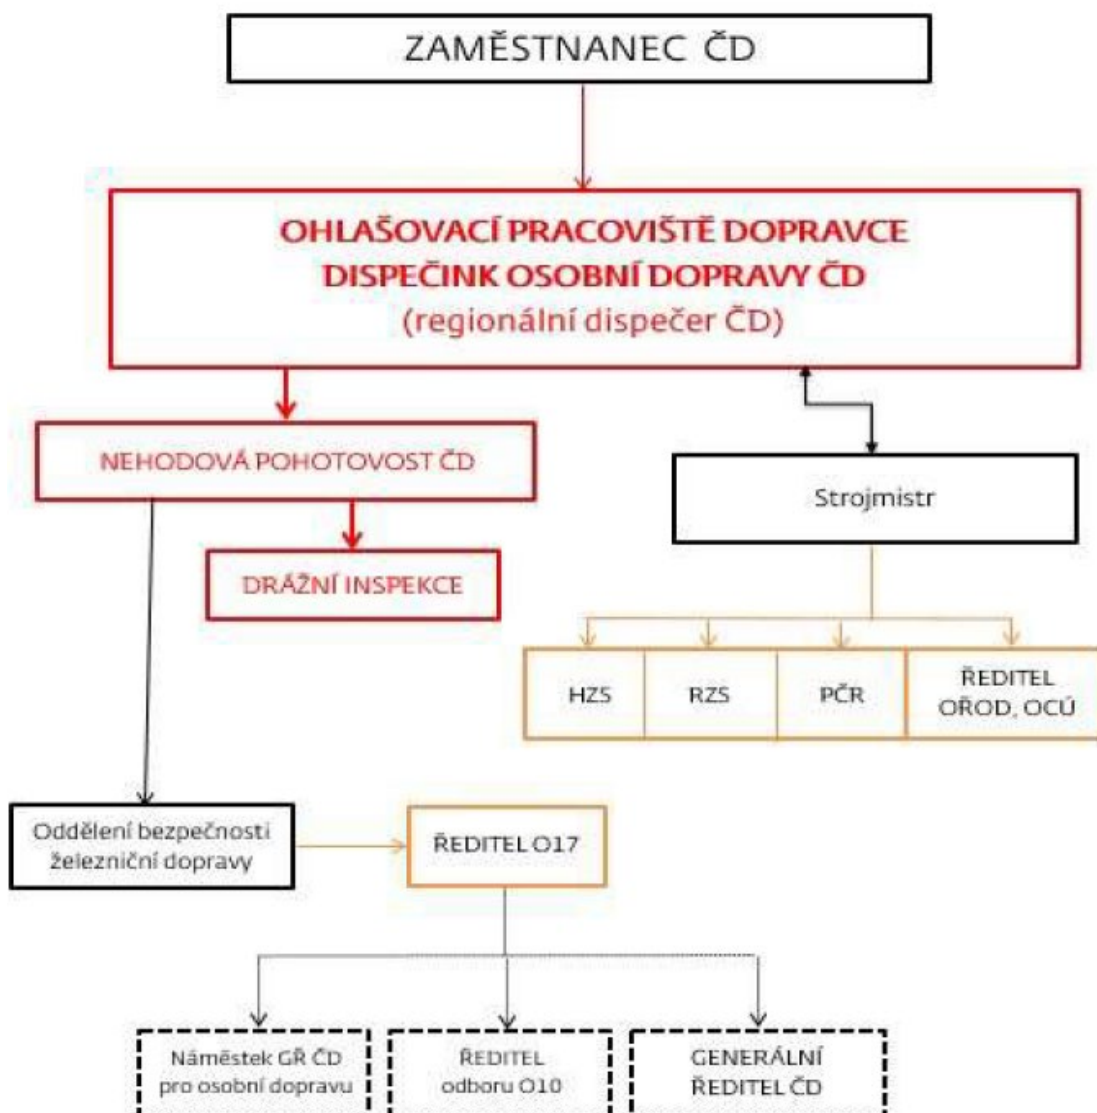 ZAMĚSTNANEC ČD
OHLAŠOVACÍ PRACOVIŠTĚ DOPRAVCE
DISPEČINK OSOBNÍ DOPRAVY ČD
(regionální dispečer ČD)
NEHODOVÁ POHOTOVOST ČD
Strojmistr
DRÁŽNÍ INSPEKCE
HZS
RZS
PČR
ŘEDITEL
OŘOD, OCÚ
Oddělení bezpečnosti
železniční dopravy
ŘEDITEL O17
Náměstek GŘ ČD
pro osobní dopravu
ŘEDITEL
odboru O10
GENERÁLNÍ
ŘEDITEL ČD